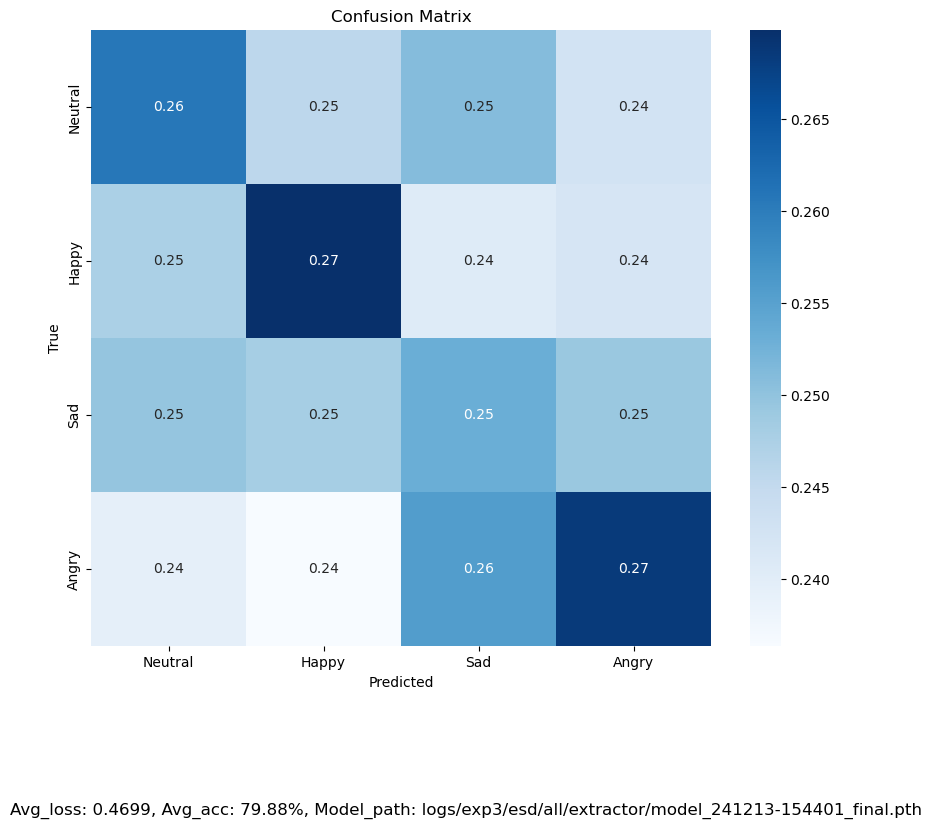 Confusion Matrix
Neutral
0.26 0.25 0.25 0.24
Happy
0.25 0.27 0.24 0.24
Sad
0.25 0.25 0.25 0.25
Angry
0.24 0.24 0.26 0.27
True
Neutral Happy Sad Angry
Predicted
0.265
0.260
0.255
0.250
0.245
0.240
Avg_loss: 0.4699, Avg_acc: 79.88%, Model_path: logs/exp3/esd/all/extractor/model_241213-154401_final.pth